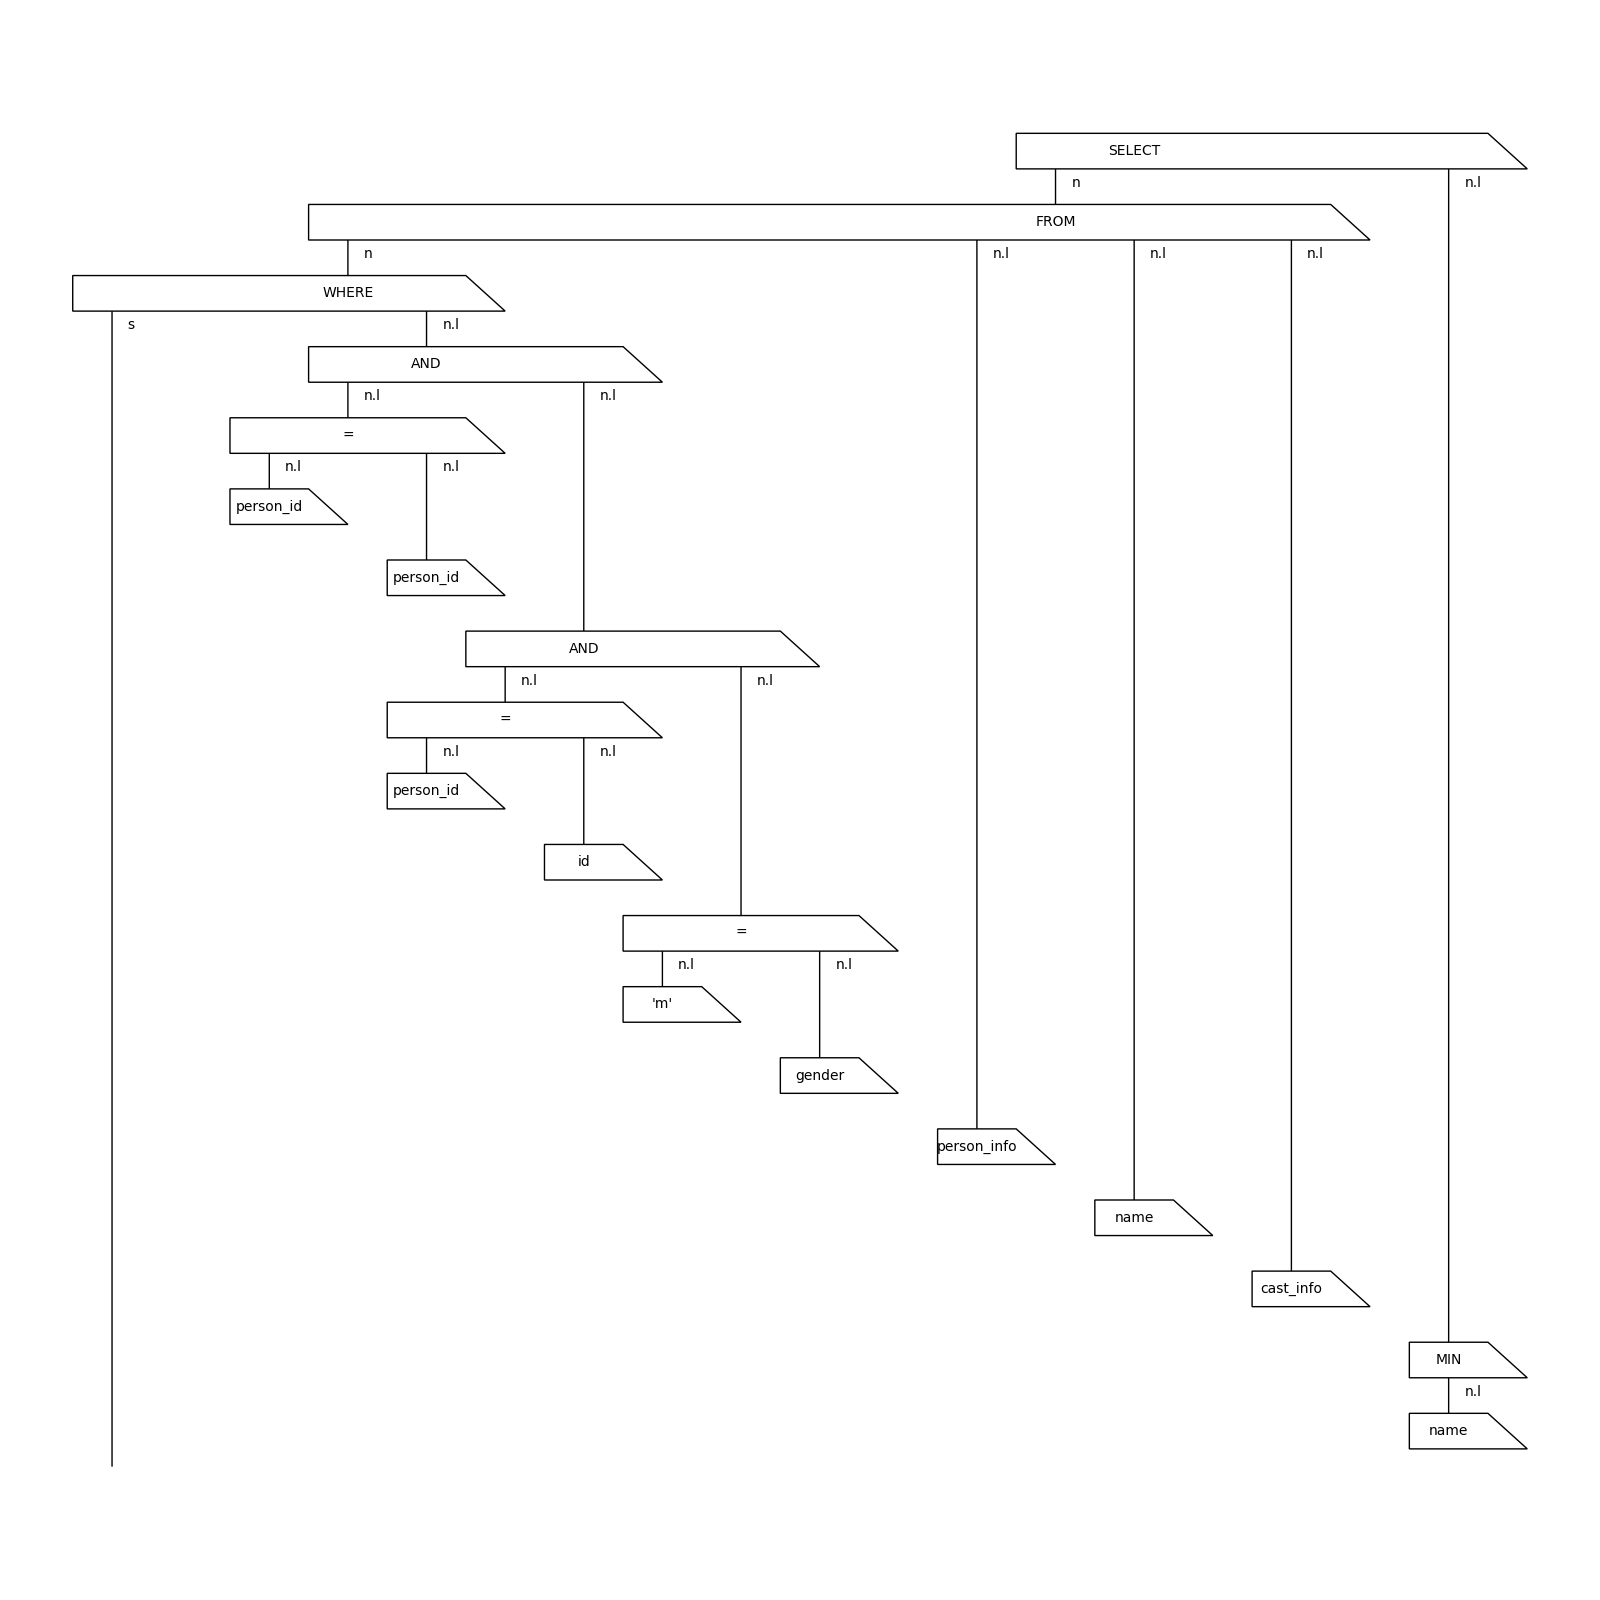 SELECT
n n.l
FROM
n n.l n.l n.l
WHERE
s n.l
AND
n.l n.l
=
n.l n.l
person_id
person_id
AND
n.l n.l
=
n.l n.l
person_id
id
=
n.l n.l
'm'
gender
person_info
name
cast_info
MIN
n.l
name